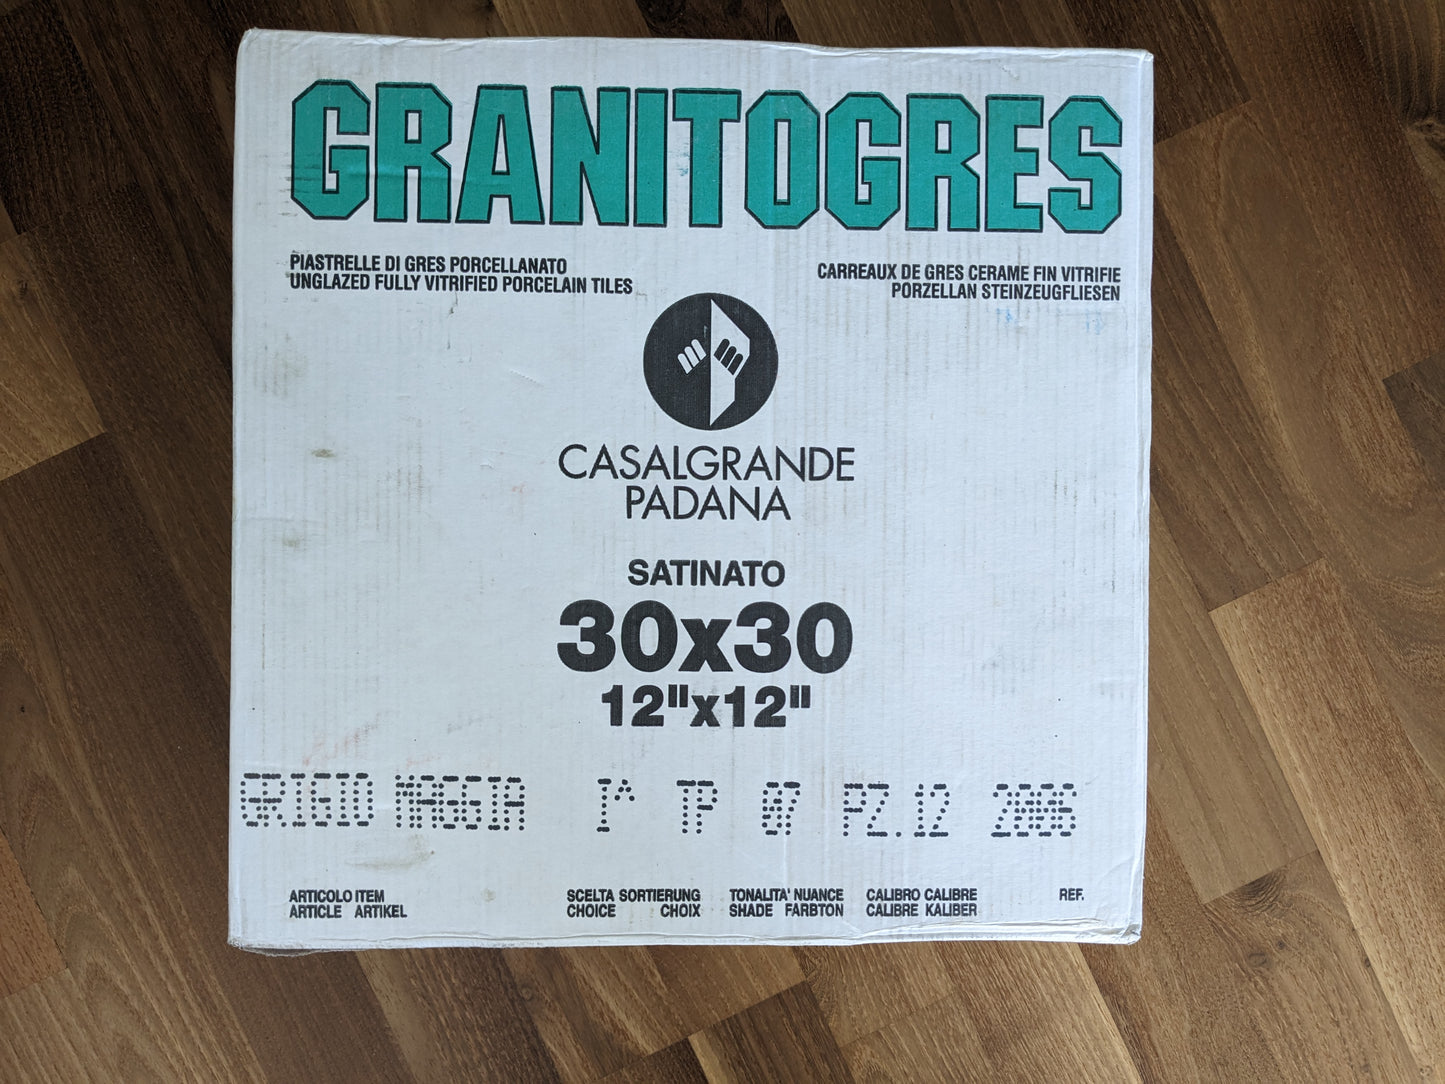 GRANITOGRES
PIASTRELLE DI GRES PORCELLANATO
UNGLAZED FULLY VITRIFIED PORCELAIN TILES
CARREAUX DE GRES CERAME FIN VITRIFIE
PORZELLAN STEINZEUGFLIESEN
CASALGRANDE
PADANA
SATINATO
30x30
12"x12"
GRIGIO MAGGIA I^ TP 07 PZ.12 2006
ARTICOLO ITEM
ARTICLE ARTIKEL
SCELTA SORTIERUNG
CHOICE CHOIX
TONALITA' NUANCE
SHADE FARBTON
CALIBRO CALIBRE
CALIBRE KALIBER
REF.